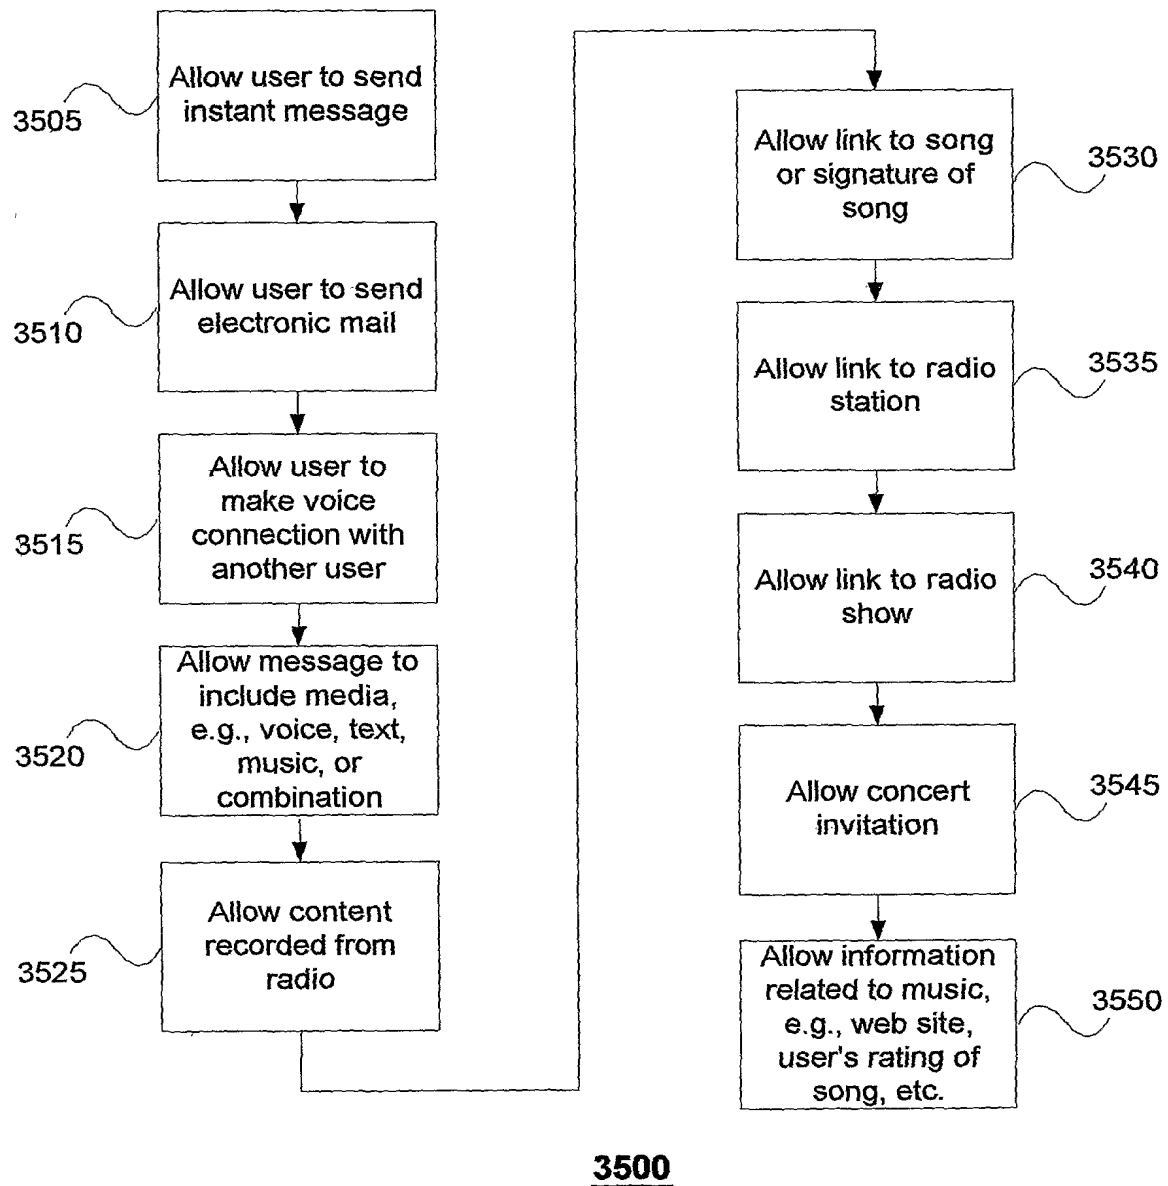 Allow user to send
instant message
3505
Allow user to send
electronic mail
3510
Allow user to
make voice
connection with
another user
3515
Allow message to
include media,
e.g., voice, text,
music, or
combination
3520
Allow content
recorded from
radio
3525
Allow link to song
or signature of
song
3530
Allow link to radio
station
3535
Allow link to radio
show
3540
Allow concert
invitation
3545
Allow information
related to music,
e.g., web site,
user's rating of
song, etc.
3550
3500